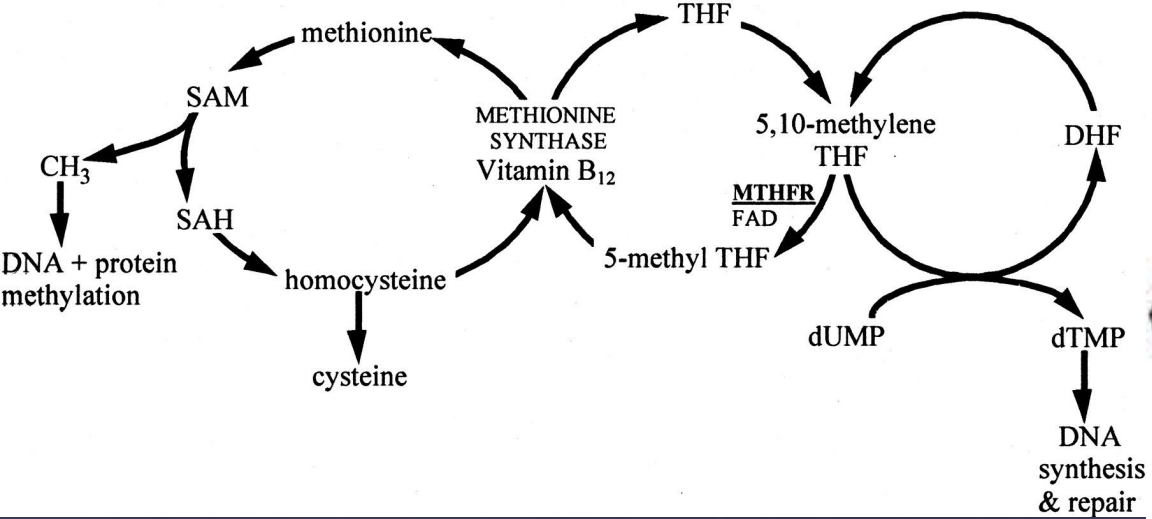 THF
methionine
SAM
METHIONINE
SYNTHASE
Vitamin B₁₂
5,10-methylene
THF
DHF
CH₃
MTHFR
FAD
SAH
5-methyl THF
DNA + protein
methylation
homocysteine
dUMP
dTMP
cysteine
DNA
synthesis
& repair